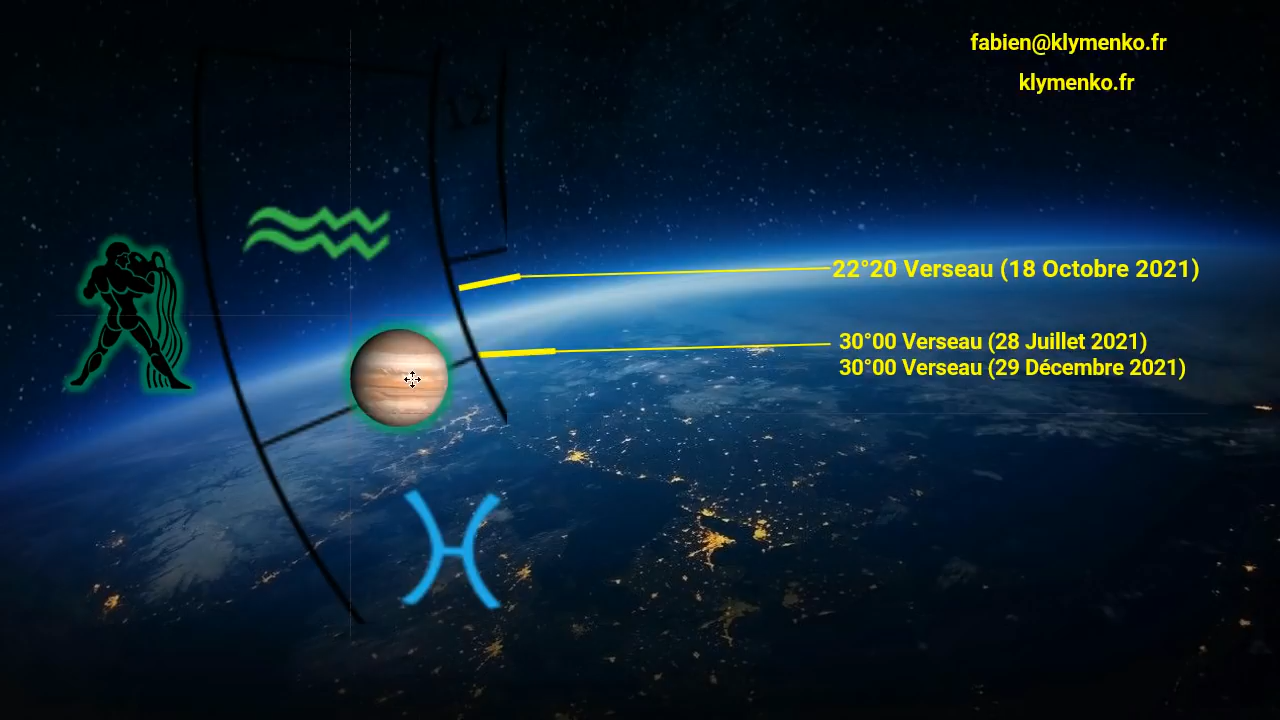 fabien@klymenko.fr
klymenko.fr
12
22°20 Verseau (18 Octobre 2021)
30°00 Verseau (28 Juillet 2021)
30°00 Verseau (29 Décembre 2021)